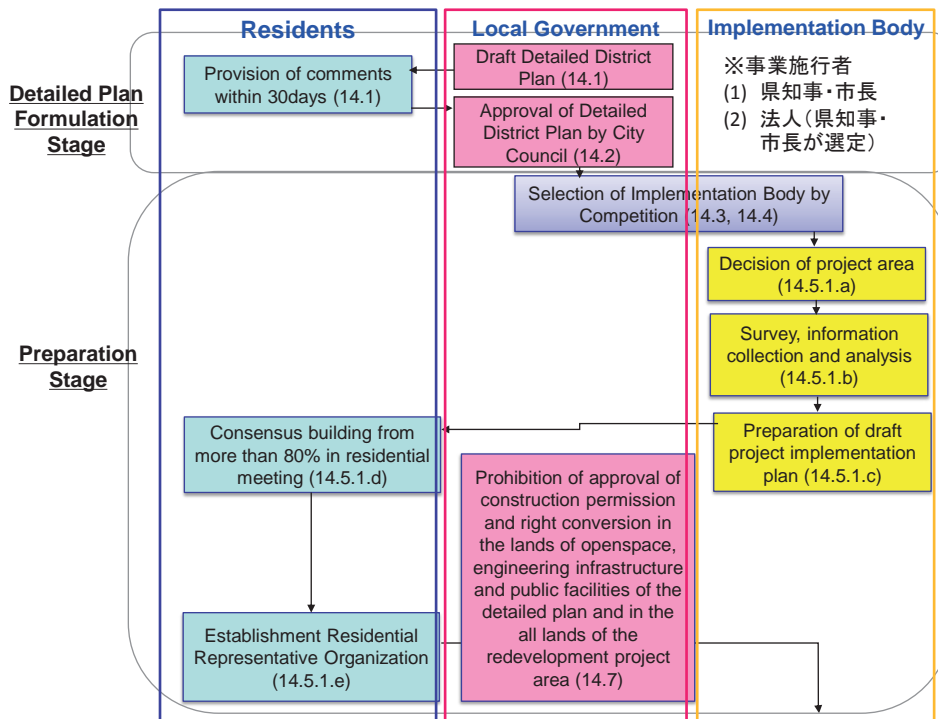 Residents
Local Government
Implementation Body
Detailed Plan
Formulation
Stage
Provision of comments
within 30days (14.1)
Draft Detailed District
Plan (14.1)
Approval of Detailed
District Plan by City
Council (14.2)
※事業施行者
(1) 県知事・市長
(2) 法人（県知事・
市長が選定）
Selection of Implementation Body by
Competition (14.3, 14.4)
Decision of project area
(14.5.1.a)
Preparation
Stage
Survey, information
collection and analysis
(14.5.1.b)
Preparation of draft
project implementation
plan (14.5.1.c)
Consensus building from
more than 80% in residential
meeting (14.5.1.d)
Prohibition of approval of
construction permission
and right conversion in
the lands of openspace,
engineering infrastructure
and public facilities of the
detailed plan and in the
all lands of the
redevelopment project
area (14.7)
Establishment Residential
Representative Organization
(14.5.1.e)